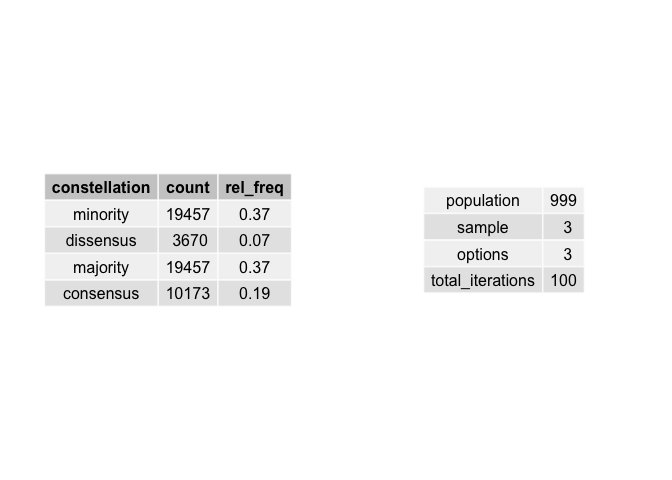 constellation count rel_freq
minority 19457 0.37
dissensus 3670 0.07
majority 19457 0.37
consensus 10173 0.19
population 999
sample 3
options 3
total_iterations 100